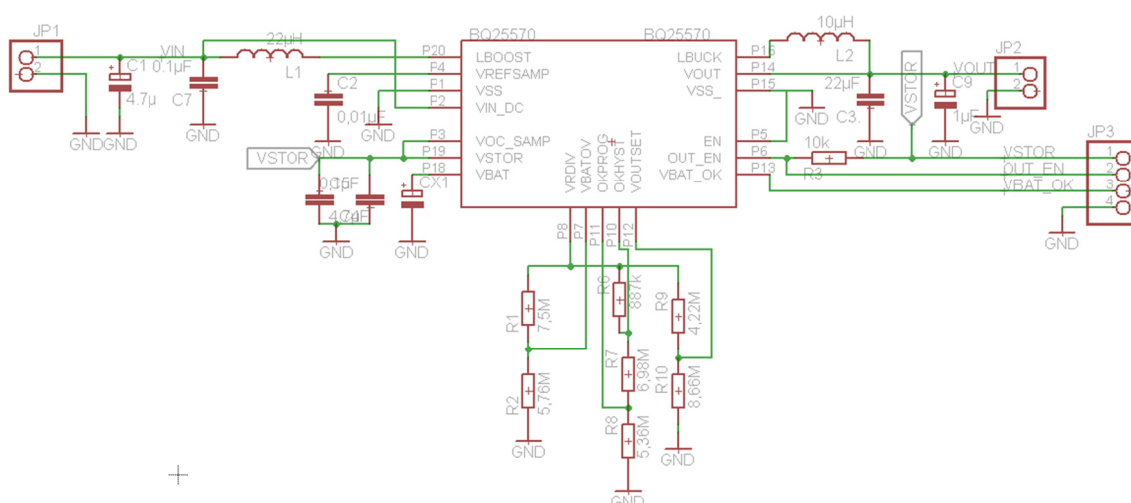 JP1
1
2
VIN
C1
4.7µ
0.1µF
C7
GND
GND
GND
22µH
L1
C2
0,01µF
GND
GND
BQ25570
BQ25570
P20
P4
P1
P2
P3
P19
P18
LBOOST
VREFSAMP
VSS
VIN_DC
VOC_SAMP
VSTOR
VBAT
VRDIV
VBATOV
OKPROG
OKHYST
VOUTSET
LBUCK
VOUT
VSS_
EN
OUT_EN
VBAT_OK
P16
P14
P15
P5
P6
P13
P8
P7
P11
P10
P12
VSTOR
CX1
GND
GND
10µH
L2
22µF
C3.
GND
GND
VSTOR
VOUT
C9
1µF
GND
JP2
1
2
GND
10k
R3
VSTOR
OUT_EN
VBAT_OK
JP3
1
2
3
4
GND
R1
7,5M
R2
5,76M
GND
R6
887k
R7
6,98M
R8
5,36M
GND
R9
4,22M
R10
8,66M
GND